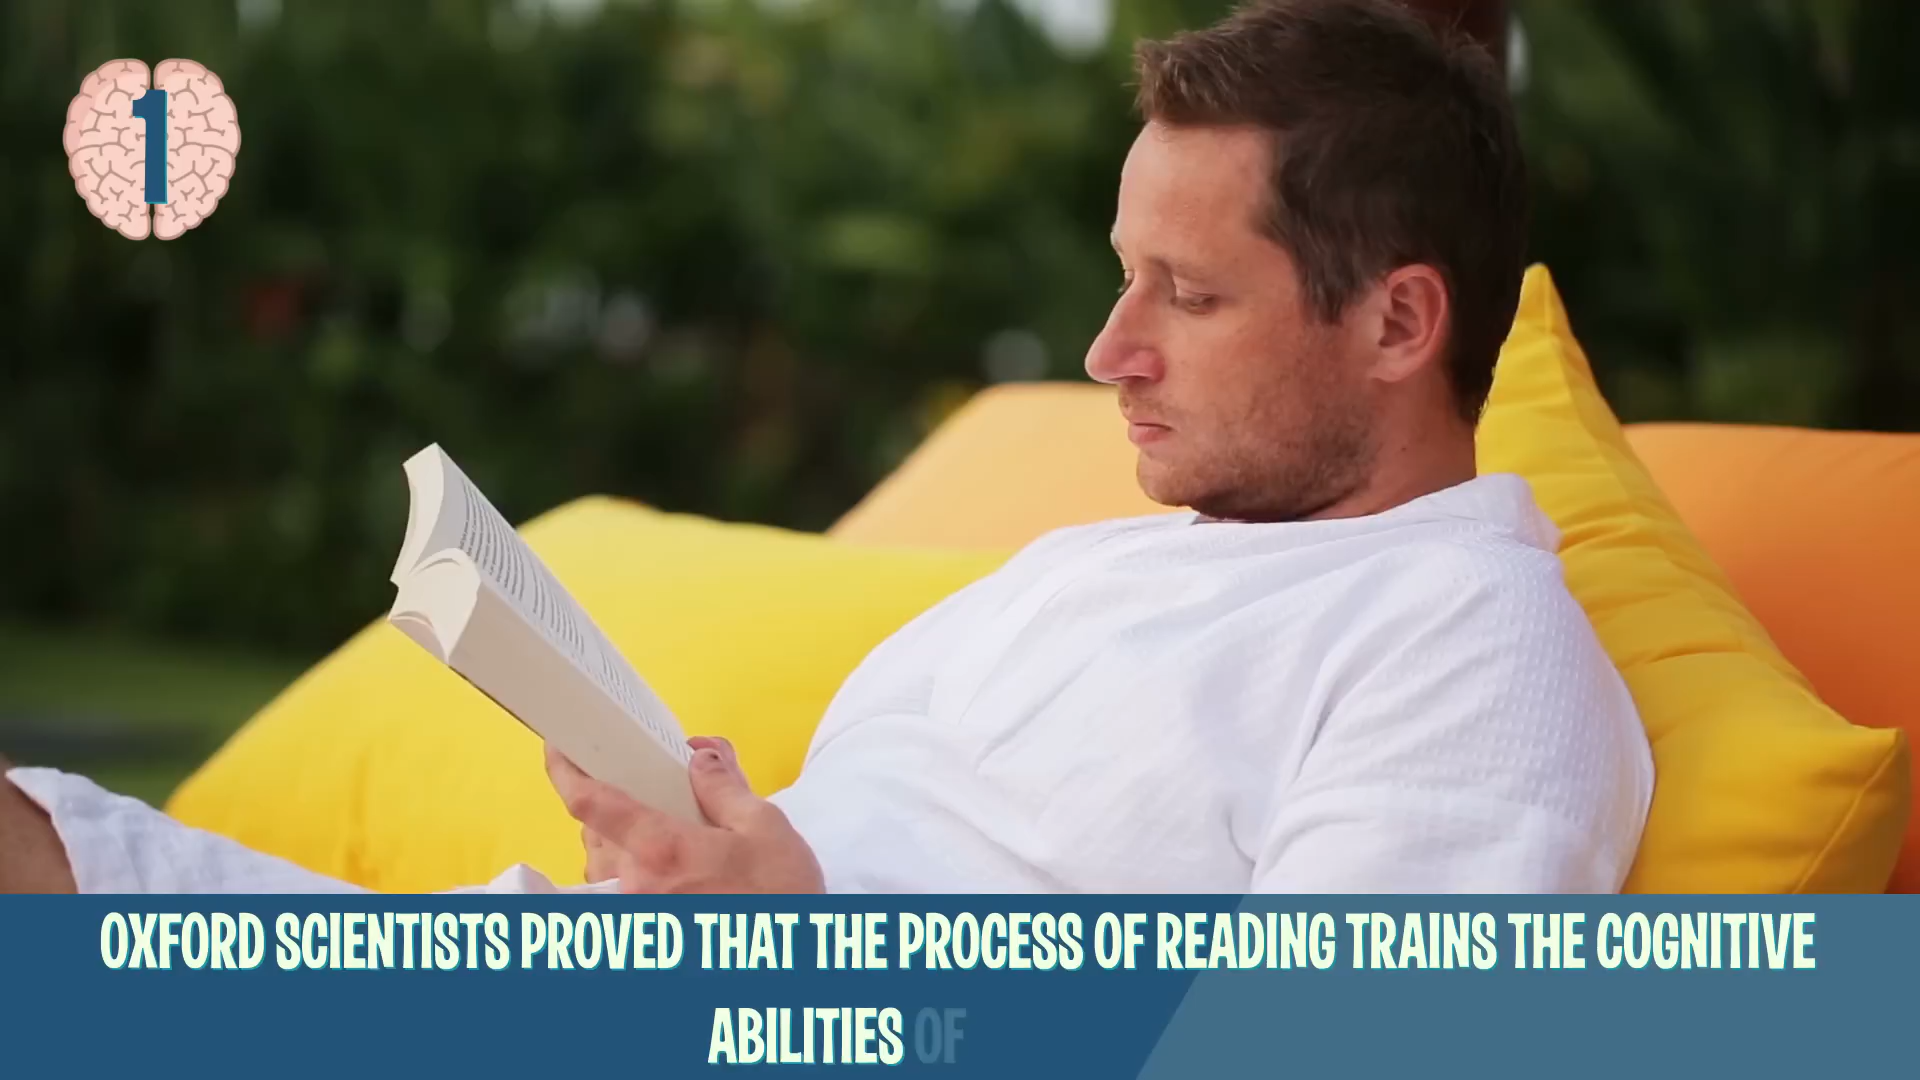 1
OXFORD SCIENTISTS PROVED THAT THE PROCESS OF READING TRAINS THE COGNITIVE
ABILITIES OF